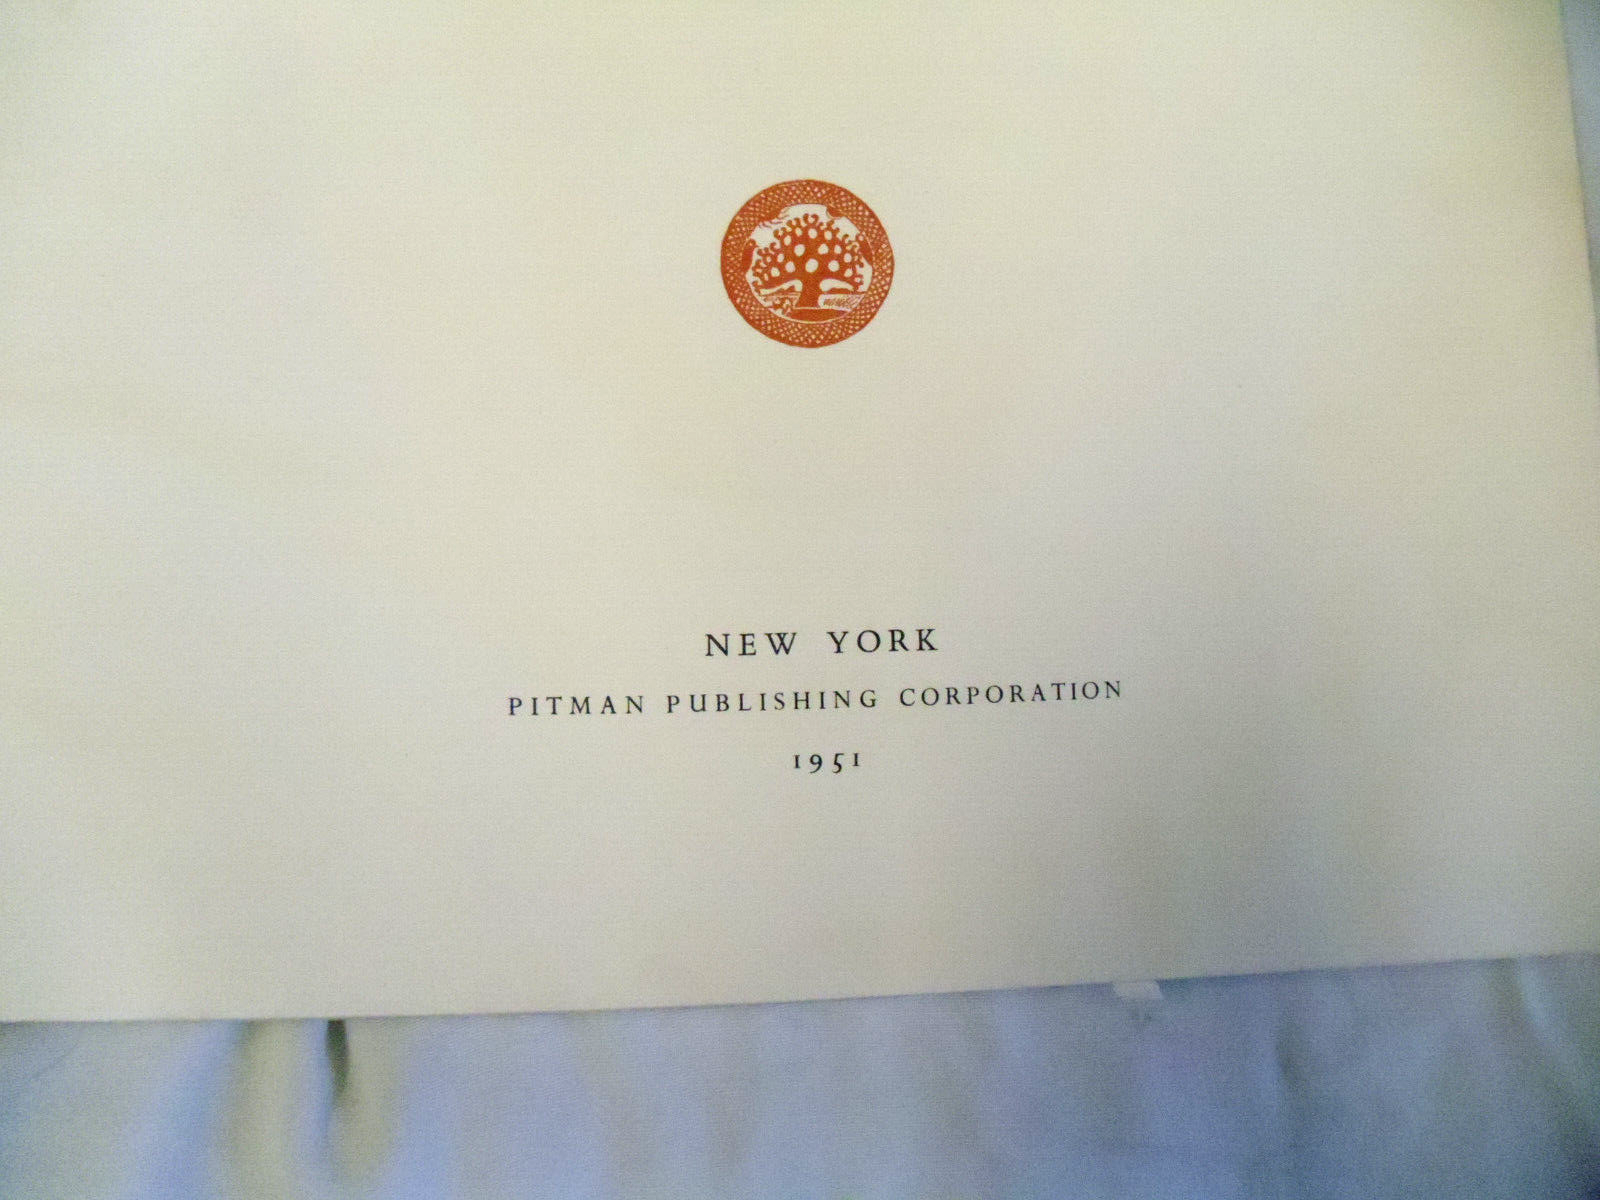 NEW YORK
PITMAN PUBLISHING CORPORATION
1951